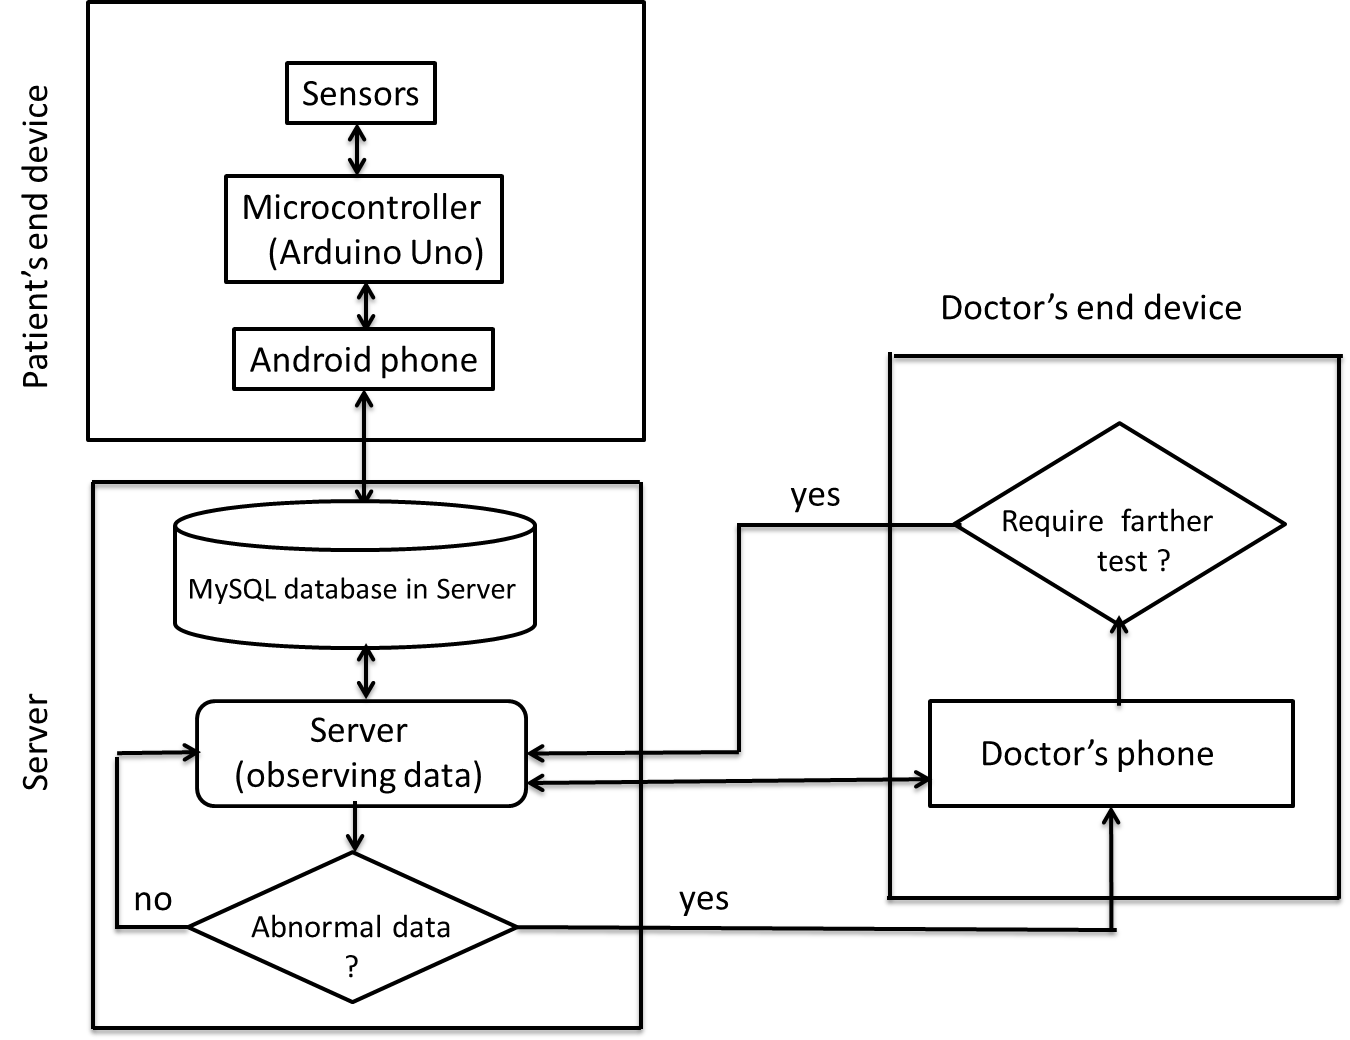 Patient’s end device
Sensors
Microcontroller
(Arduino Uno)
Android phone
Doctor’s end device
Require farther
test ?
yes
Doctor’s phone
Server
MySQL database in Server
Server
(observing data)
no
Abnormal data
?
yes